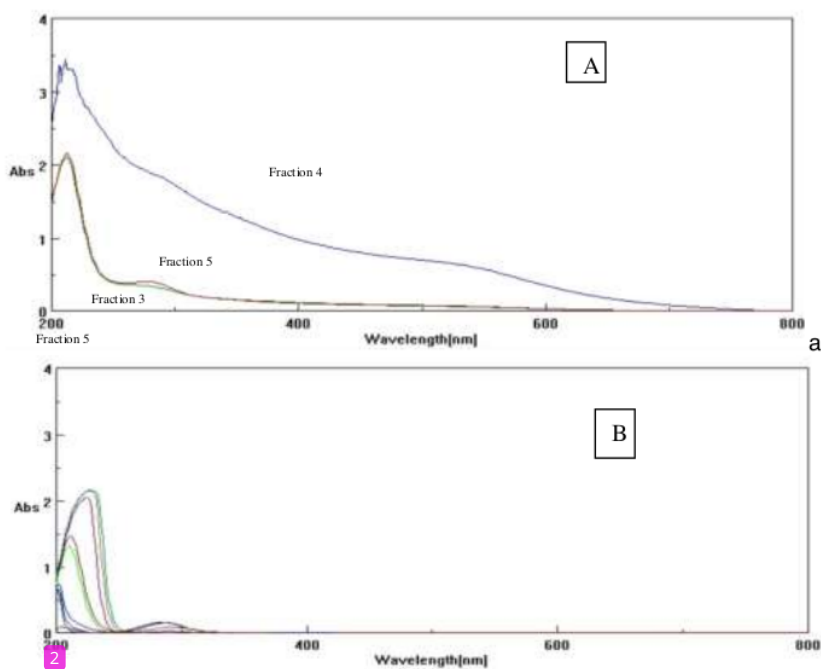 4
A
3
Fraction 4
Abs 2
1
Fraction 5
Fraction 3
0
200 400 600 800
Fraction 5
Wavelength[nm]
a
4
B
3
2
Abs
1
0
200 400 600 800
2
Wavelength[nm]